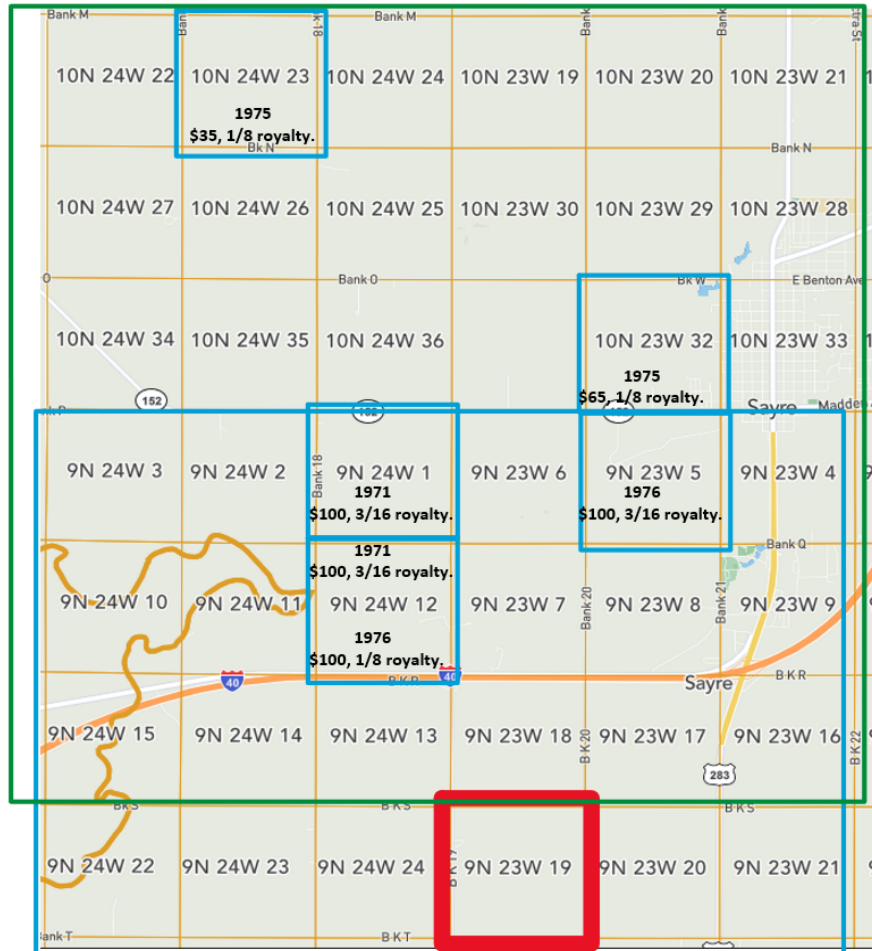 Bank M
Bank M
10N 24W 22
10N 24W 23
10N 24W 24
10N 23W 19
10N 23W 20
10N 23W 21
1975
$35, 1/8 royalty.
Bk N
Bank N
10N 24W 27
10N 24W 26
10N 24W 25
10N 23W 30
10N 23W 29
10N 23W 28
Bank O
Bk W
E Benton Ave
10N 24W 34
10N 24W 35
10N 24W 36
10N 23W 32
10N 23W 33
152
1975
$65, 1/8 royalty.
Sayre
9N 24W 3
9N 24W 2
Bank 18
9N 24W 1
9N 23W 6
9N 23W 5
9N 23W 4
1971
$100, 3/16 royalty.
1976
$100, 3/16 royalty.
Bank Q
1971
$100, 3/16 royalty.
9N 24W 10
9N 24W 11
9N 24W 12
9N 23W 7
Bank 20
9N 23W 8
Bank 21
9N 23W 9
1976
$100, 1/8 royalty.
40
B K R
40
Sayre
B K R
9N 24W 15
9N 24W 14
9N 24W 13
9N 23W 18
B K 20
9N 23W 17
9N 23W 16
B K 22
283
Bk S
B K S
B K S
9N 24W 22
9N 24W 23
9N 24W 24
B K 19
9N 23W 19
9N 23W 20
9N 23W 21
B K T